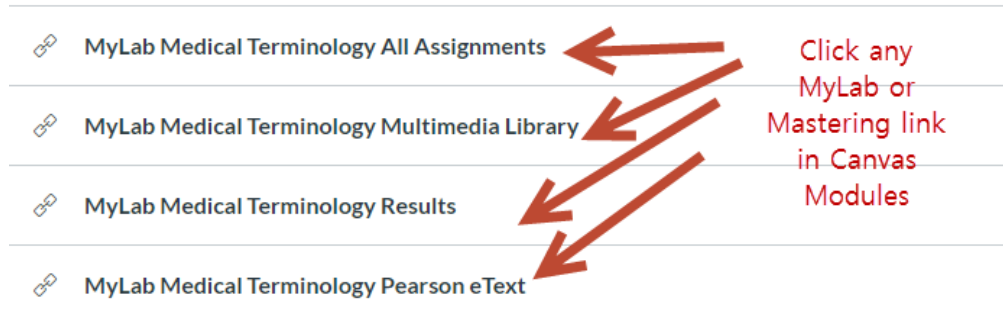 MyLab Medical Terminology All Assignments
MyLab Medical Terminology Multimedia Library
MyLab Medical Terminology Results
MyLab Medical Terminology Pearson eText
Click any
MyLab or
Mastering link
in Canvas
Modules